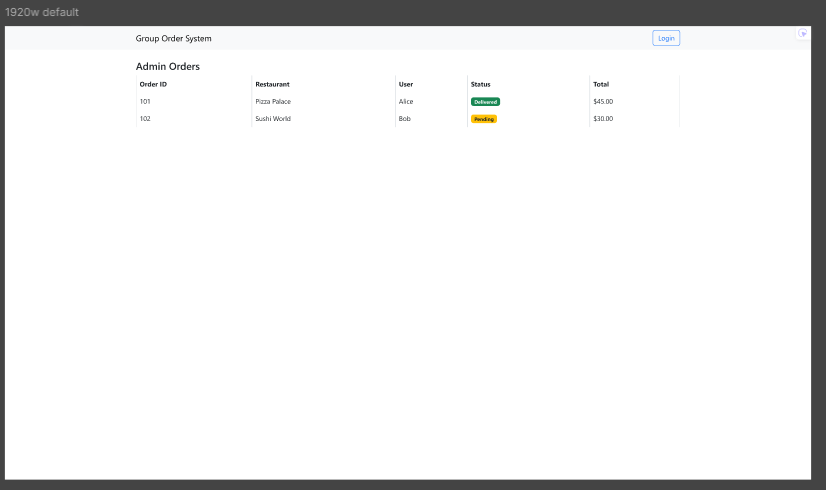 1920w default
Group Order System Login
Admin Orders
Order ID Restaurant User Status Total
101 Pizza Palace Alice Delivered $45.00
102 Sushi World Bob Pending $30.00